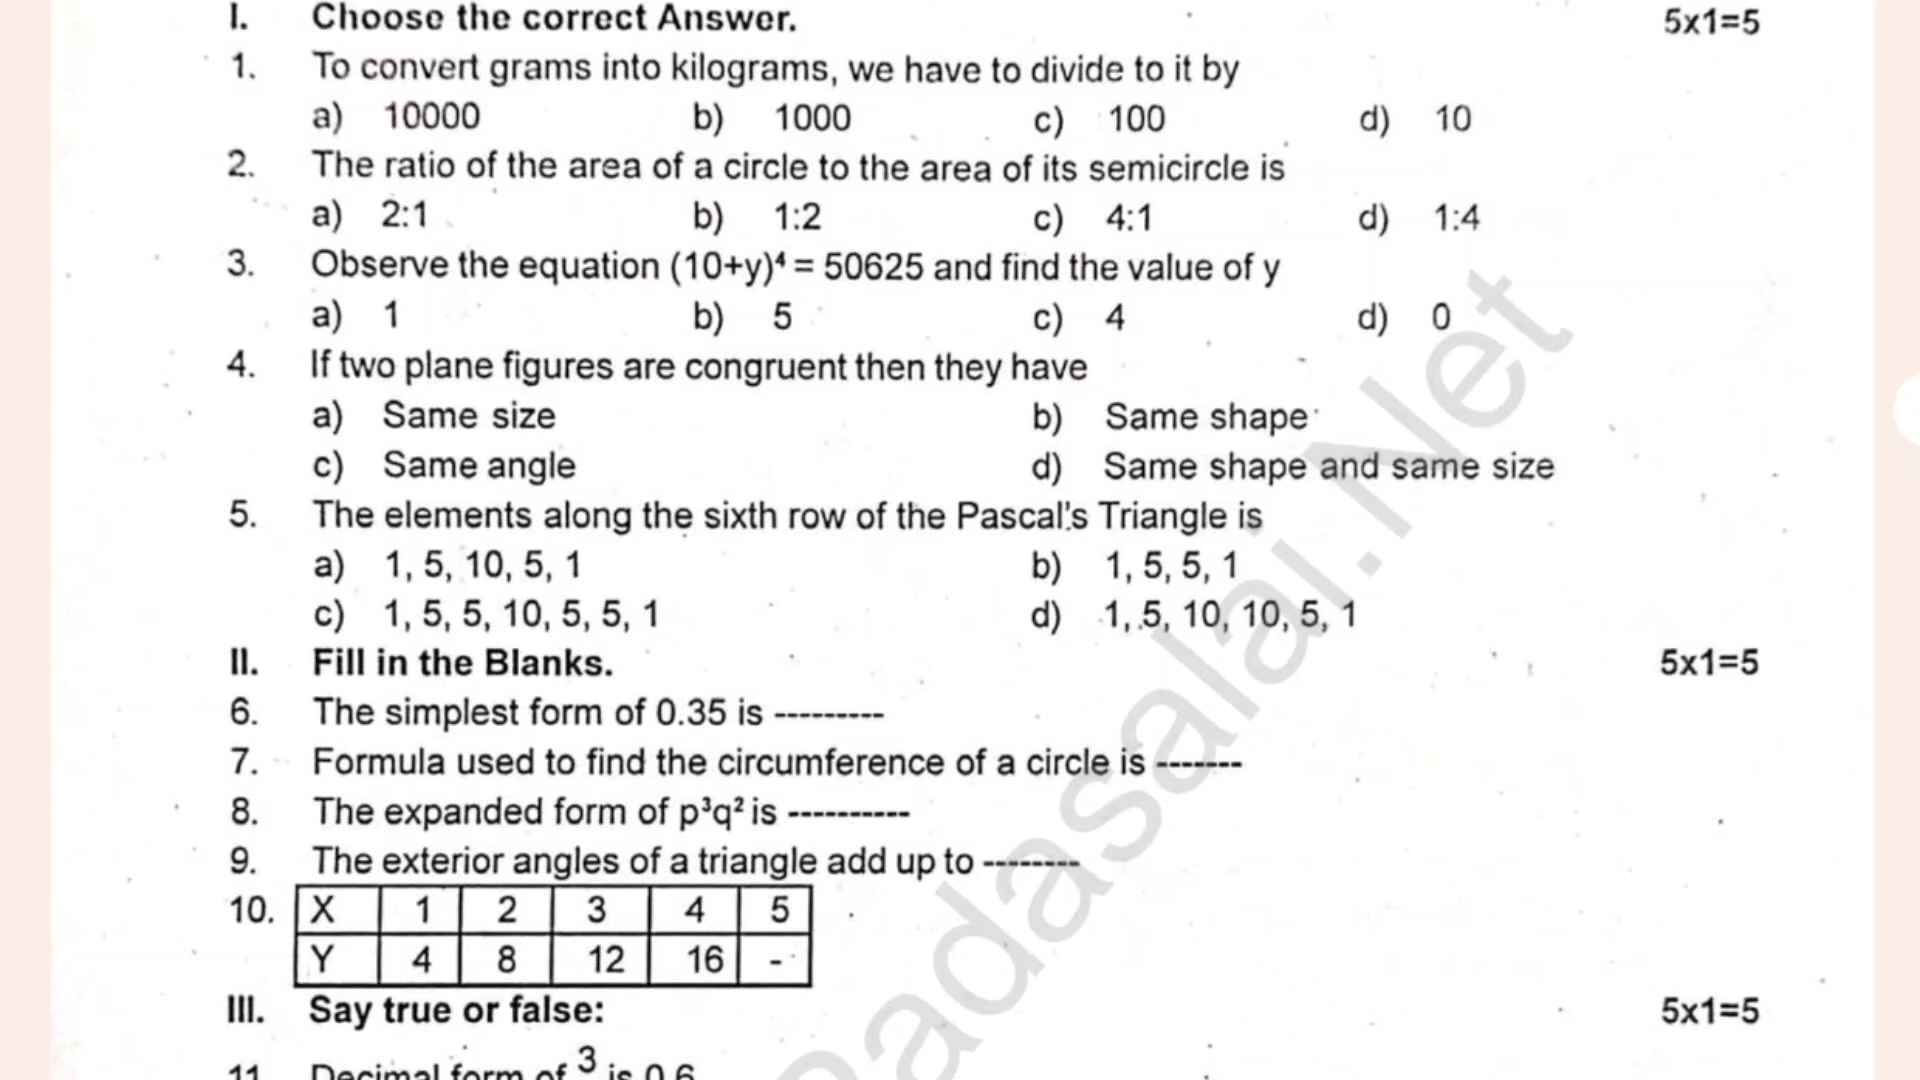 I. Choose the correct Answer. 5x1=5
1. To convert grams into kilograms, we have to divide to it by
a) 10000 b) 1000 c) 100 d) 10
2. The ratio of the area of a circle to the area of its semicircle is
a) 2:1 b) 1:2 c) 4:1 d) 1:4
3. Observe the equation (10+y)⁴ = 50625 and find the value of y
a) 1 b) 5 c) 4 d) 0
4. If two plane figures are congruent then they have
a) Same size b) Same shape
c) Same angle d) Same shape and same size
5. The elements along the sixth row of the Pascal's Triangle is
a) 1, 5, 10, 5, 1 b) 1, 5, 5, 1
c) 1, 5, 5, 10, 5, 5, 1 d) 1, 5, 10, 10, 5, 1
II. Fill in the Blanks. 5x1=5
6. The simplest form of 0.35 is ---------
7. Formula used to find the circumference of a circle is -------
8. The expanded form of p³q² is ----------
9. The exterior angles of a triangle add up to --------
10. X 1 2 3 4 5
Y 4 8 12 16 -
III. Say true or false: 5x1=5
11. Decimal form of 3 is 0.6
Padasalai.Net